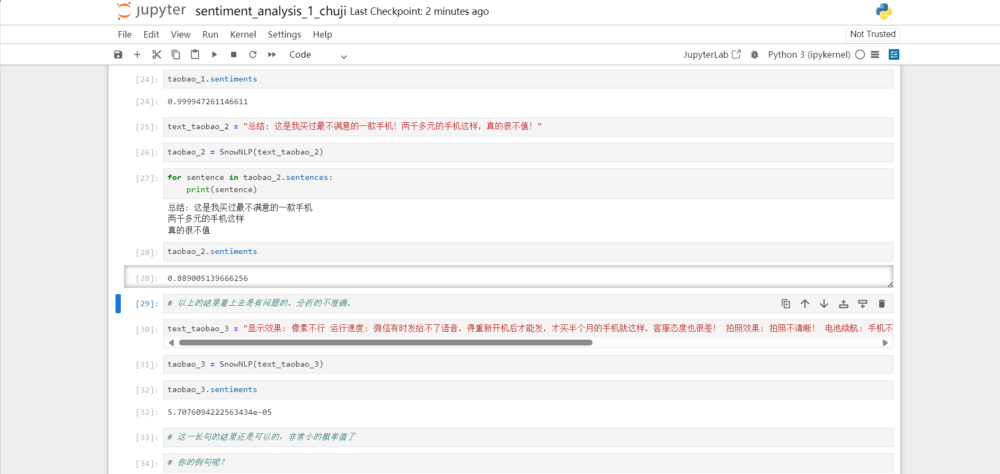 jupyter sentiment_analysis_1_chuji Last Checkpoint: 2 minutes ago
File Edit View Run Kernel Settings Help Not Trusted
Code JupyterLab Python 3 (ipykernel)
[24]: taobao_1.sentiments
[24]: 0.999947261146611
[25]: text_taobao_2 = "总结: 这是我买过最不满意的一款手机! 两千多元的手机这样, 真的很不值! "
[26]: taobao_2 = SnowNLP(text_taobao_2)
[27]: for sentence in taobao_2.sentences:
print(sentence)
总结: 这是我买过最不满意的一款手机
两千多元的手机这样
真的很不值
[28]: taobao_2.sentiments
[28]: 0.889005139666256
[29]: # 以上的结果看上去是有问题的。分析的不准确。
[30]: text_taobao_3 = "显示效果: 像素不行 运行速度: 微信有时发给不了语音, 得重新开机后才能发, 才买半个月的手机就这样, 客服态度也很差! 拍照效果: 拍照不清晰! 电池续航: 手机不
[31]: taobao_3 = SnowNLP(text_taobao_3)
[32]: taobao_3.sentiments
[32]: 5.7076094222563434e-05
[33]: # 这一长句的结果还是可以的, 非常小的概率值了
[34]: # 你的例句呢?